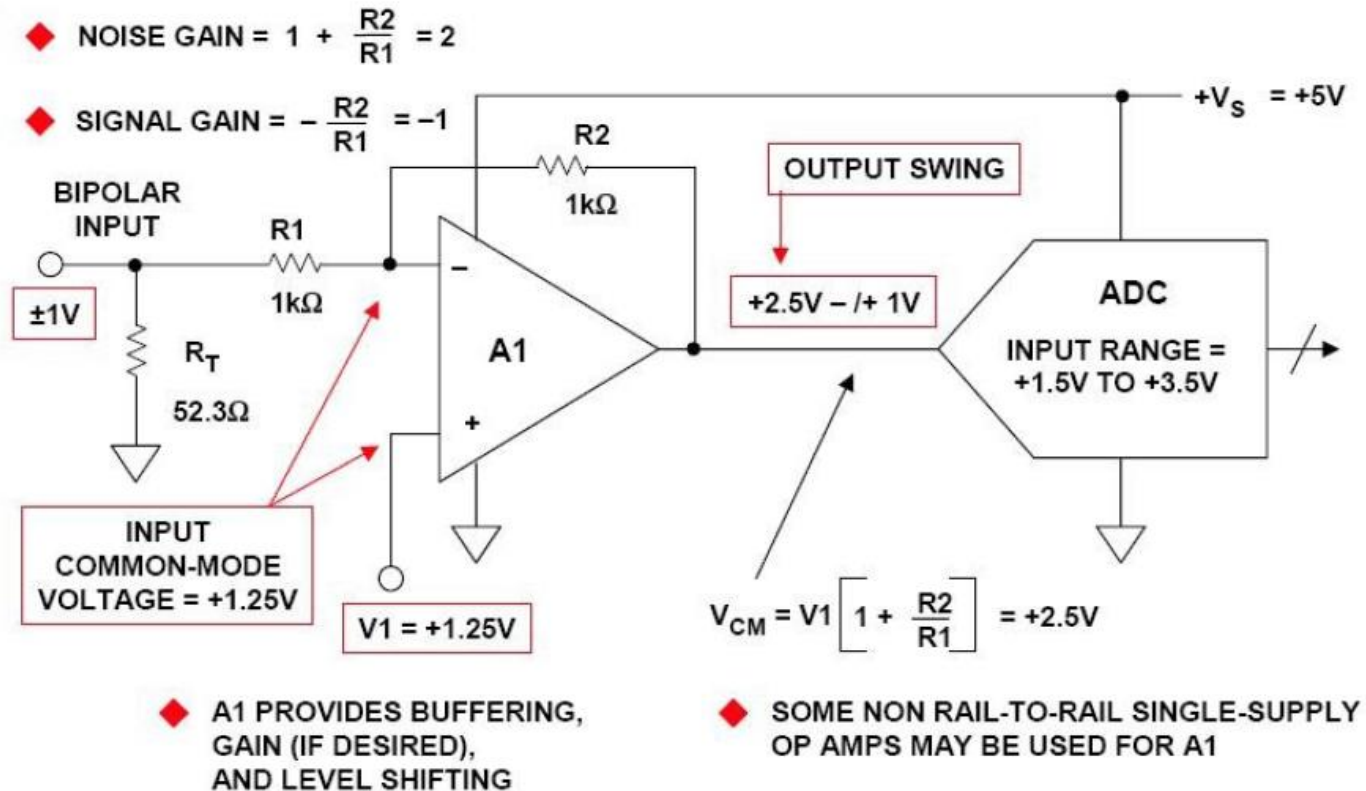 NOISE GAIN = 1 + R2
R1
= 2
SIGNAL GAIN = – R2
R1
= –1
+VS = +5V
R2
1kΩ
OUTPUT SWING
BIPOLAR
INPUT
R1
1kΩ
±1V
–
+2.5V – /+ 1V
ADC
INPUT RANGE =
+1.5V TO +3.5V
A1
RT
52.3Ω
+
INPUT
COMMON-MODE
VOLTAGE = +1.25V
V1 = +1.25V
VCM = V1 [ 1 + R2
R1
] = +2.5V
A1 PROVIDES BUFFERING,
GAIN (IF DESIRED),
AND LEVEL SHIFTING
SOME NON RAIL-TO-RAIL SINGLE-SUPPLY
OP AMPS MAY BE USED FOR A1